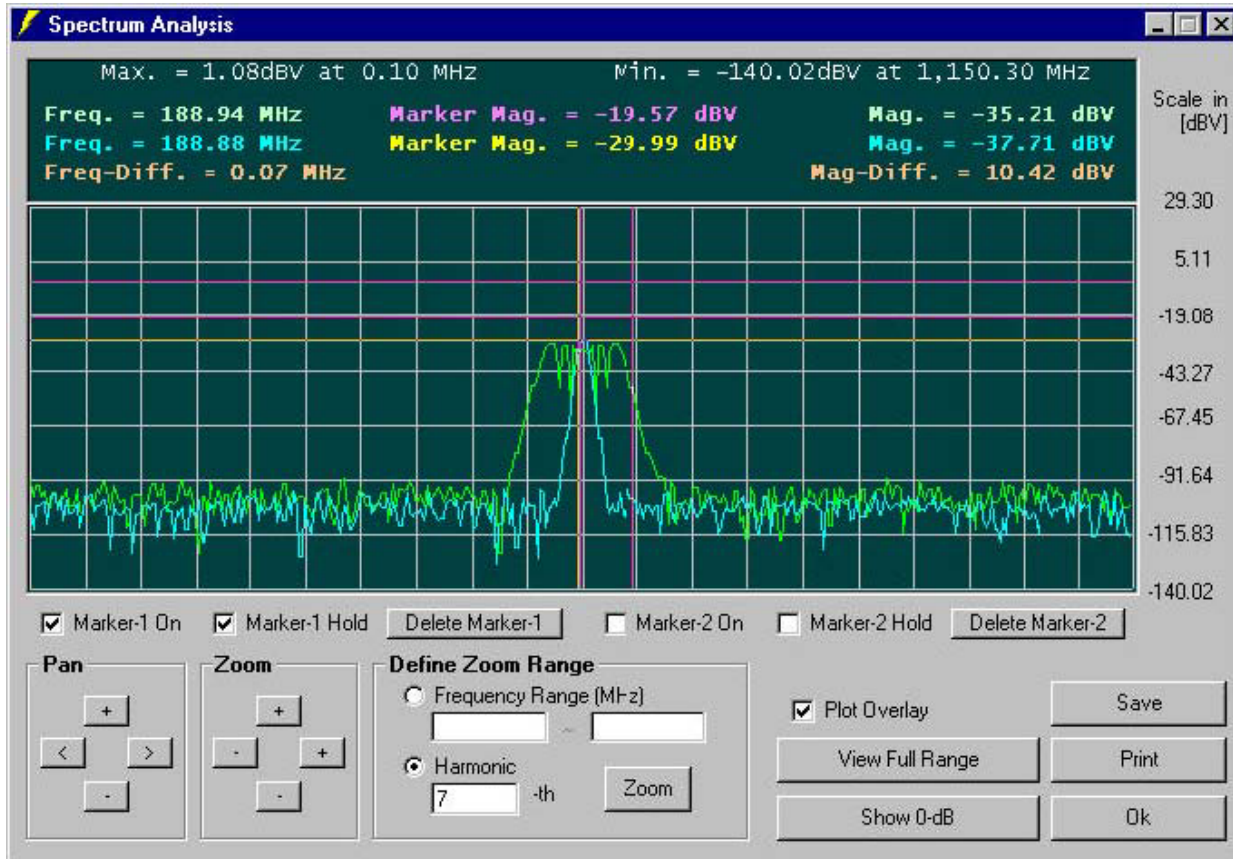 Spectrum Analysis
Max. = 1.08dBV at 0.10 MHz Min. = -140.02dBV at 1,150.30 MHz
Freq. = 188.94 MHz Marker Mag. = -19.57 dBV Mag. = -35.21 dBV
Freq. = 188.88 MHz Marker Mag. = -29.99 dBV Mag. = -37.71 dBV
Freq-Diff. = 0.07 MHz Mag-Diff. = 10.42 dBV
Scale in
[dBV]
29.30
5.11
-19.08
-43.27
-67.45
-91.64
-115.83
-140.02
Marker-1 On Marker-1 Hold Delete Marker-1 Marker-2 On Marker-2 Hold Delete Marker-2
Pan
+
< >
-
Zoom
+
- +
-
Define Zoom Range
Frequency Range (MHz)
~
Harmonic
7 -th Zoom
Plot Overlay Save
View Full Range Print
Show 0-dB Ok